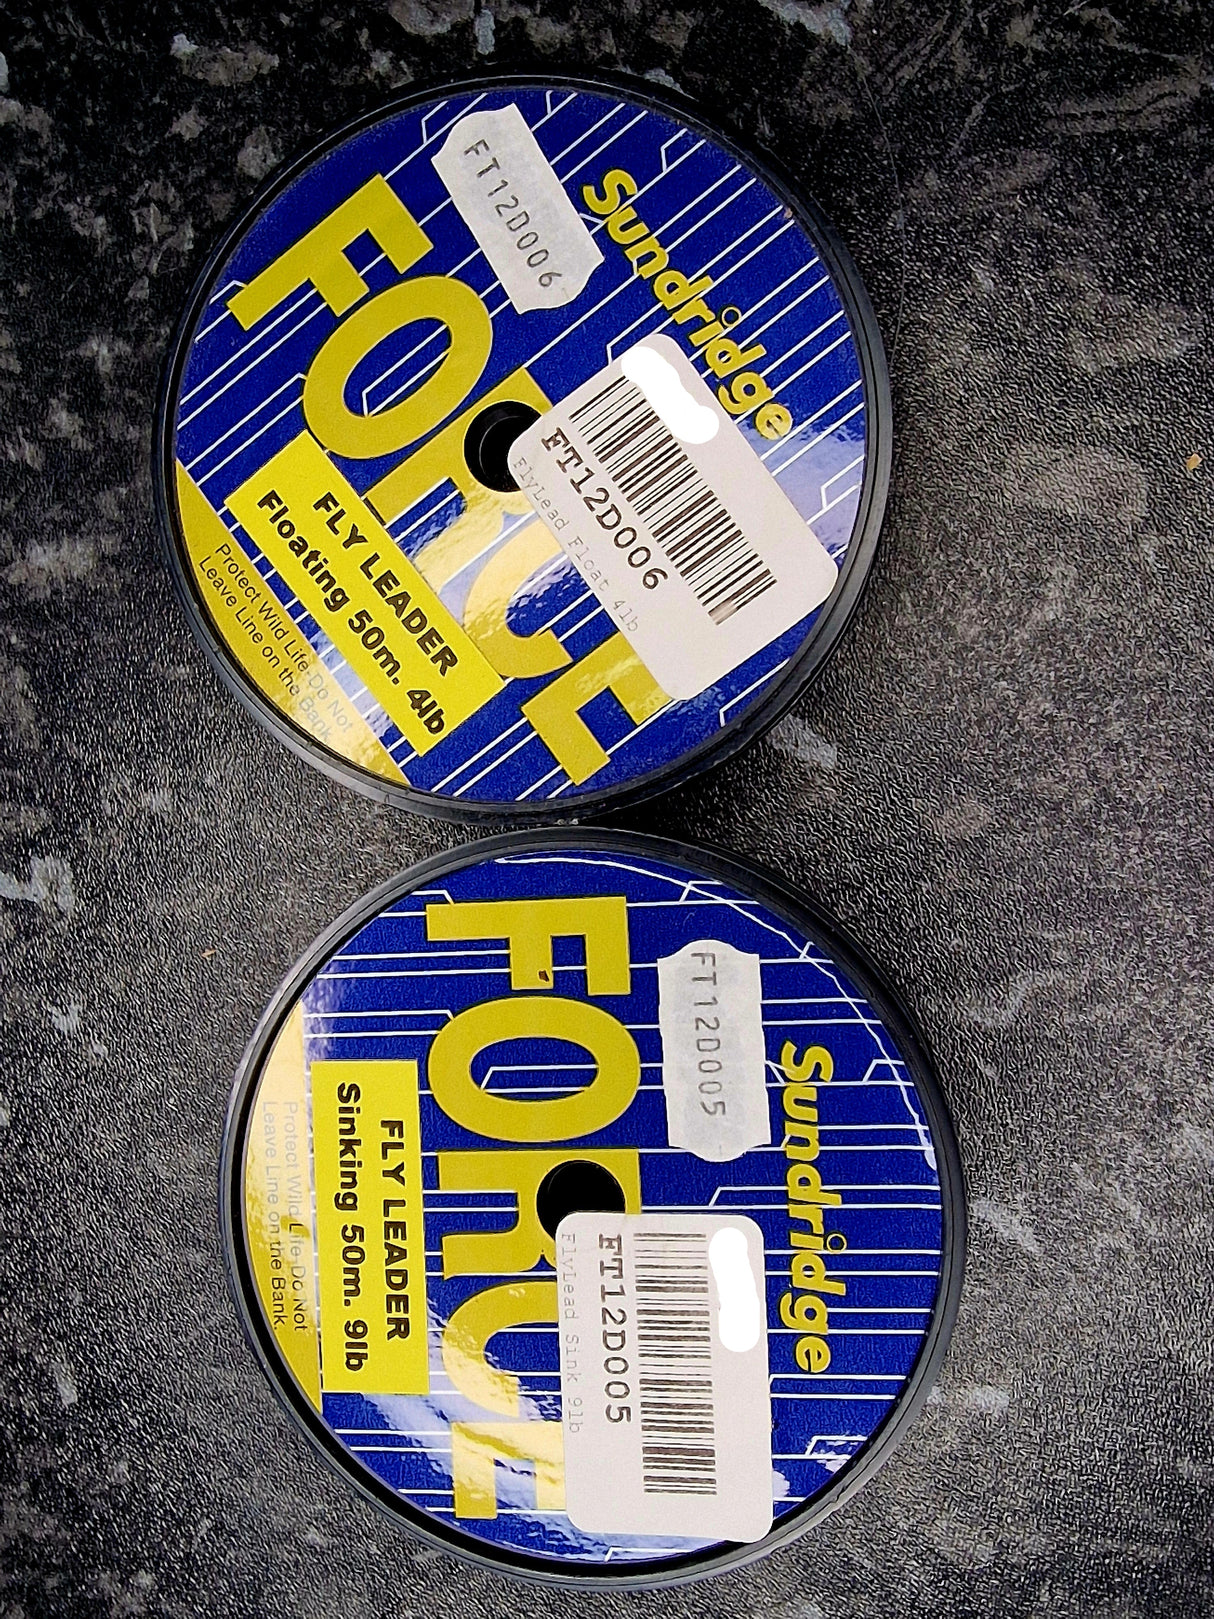 Sundridge
FT12D006
FORCE
FT12D006
FlyLead Float 4lb
FLY LEADER
Floating 50m. 4lb
Protect Wild Life-Do Not
Leave Line on the Bank.
Sundridge
FT12D005
FORCE
FT12D005
FlyLead Sink 9lb
FLY LEADER
Sinking 50m. 9lb
Protect Wild Life-Do Not
Leave Line on the Bank.